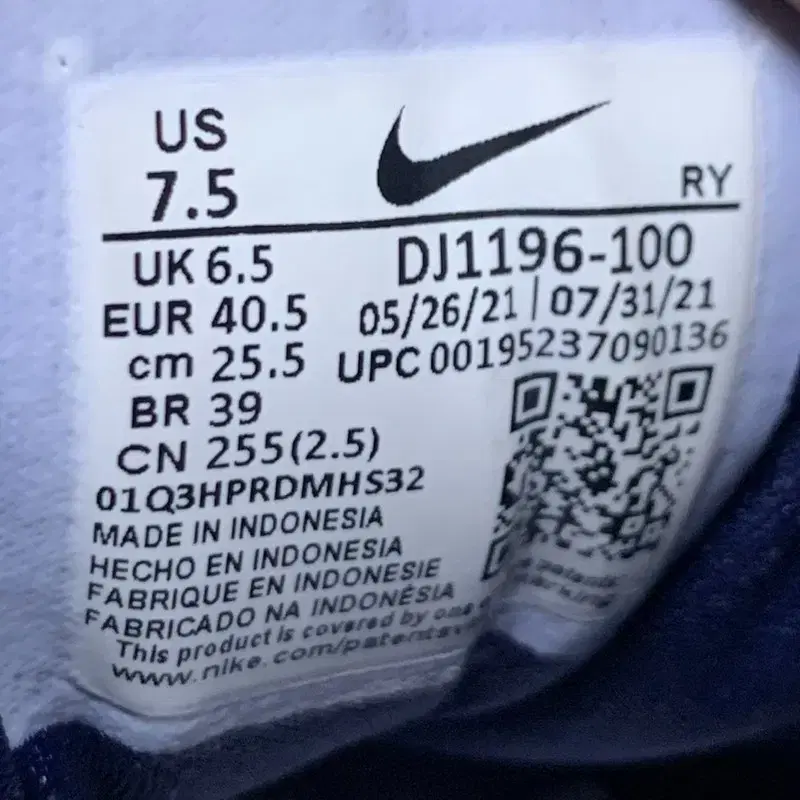 US
7.5
RY
UK 6.5
DJ1196-100
EUR 40.5
05/26/21 | 07/31/21
cm 25.5
UPC 00195237090136
BR 39
CN 255(2.5)
01Q3HPRDMHS32
MADE IN INDONESIA
HECHO EN INDONESIA
FABRIQUE EN INDONESIE
FABRICADO NA INDONÉSIA
This product is covered by one
www.nike.com/patents